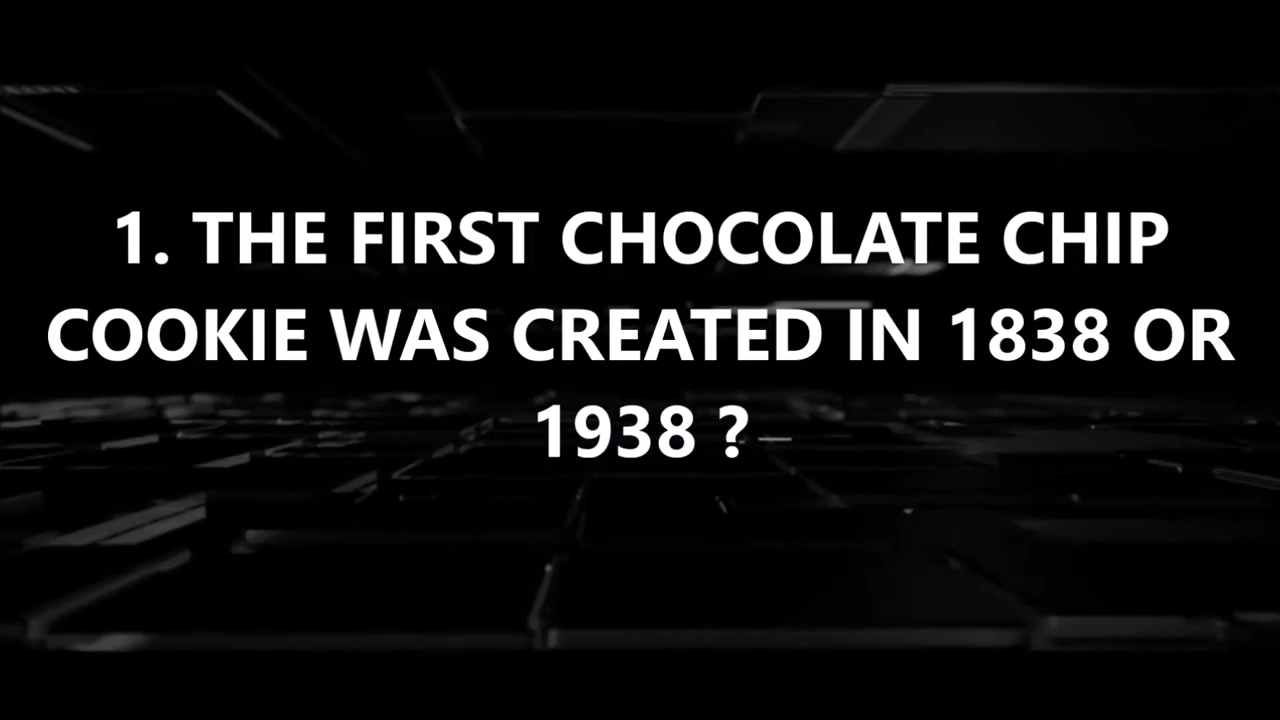 1. THE FIRST CHOCOLATE CHIP
COOKIE WAS CREATED IN 1838 OR
1938 ?